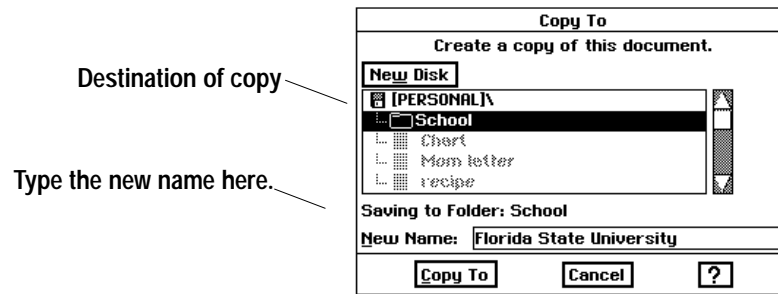 Copy To
Create a copy of this document.
New Disk
Destination of copy
[PERSONAL]\
School
Chart
Mom letter
recipe
Type the new name here.
Saving to Folder: School
New Name: Florida State University
Copy To Cancel ?